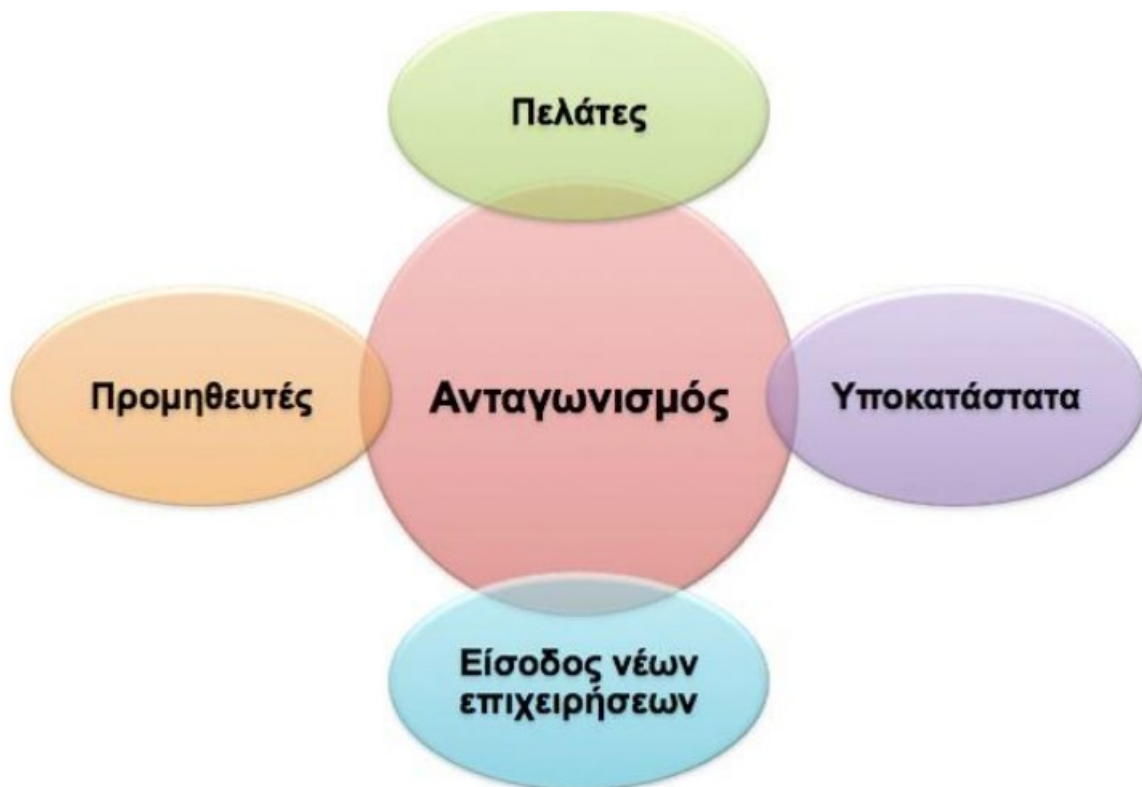 Πελάτες
Προμηθευτές
Ανταγωνισμός
Υποκατάστατα
Είσοδος νέων
επιχειρήσεων